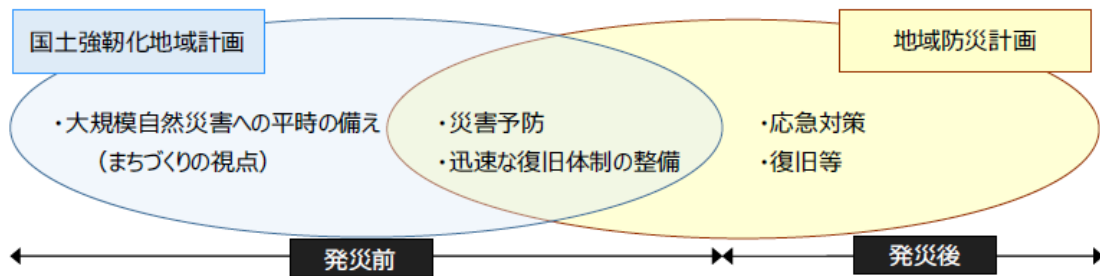 国土強靭化地域計画
地域防災計画
・大規模自然災害への平時の備え
（まちづくりの視点）
・災害予防
・迅速な復旧体制の整備
・応急対策
・復旧等
発災前
発災後